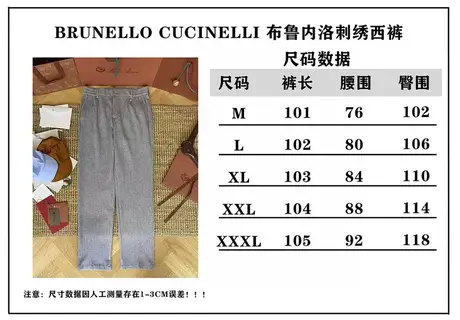 BRUNELLO CUCINELLI 布鲁内洛刺绣西裤
尺码数据
尺码 裤长 腰围 臀围
M 101 76 102
L 102 80 106
XL 103 84 110
XXL 104 88 114
XXXL 105 92 118
注意：尺寸数据因人工测量存在1-3CM误差！！！